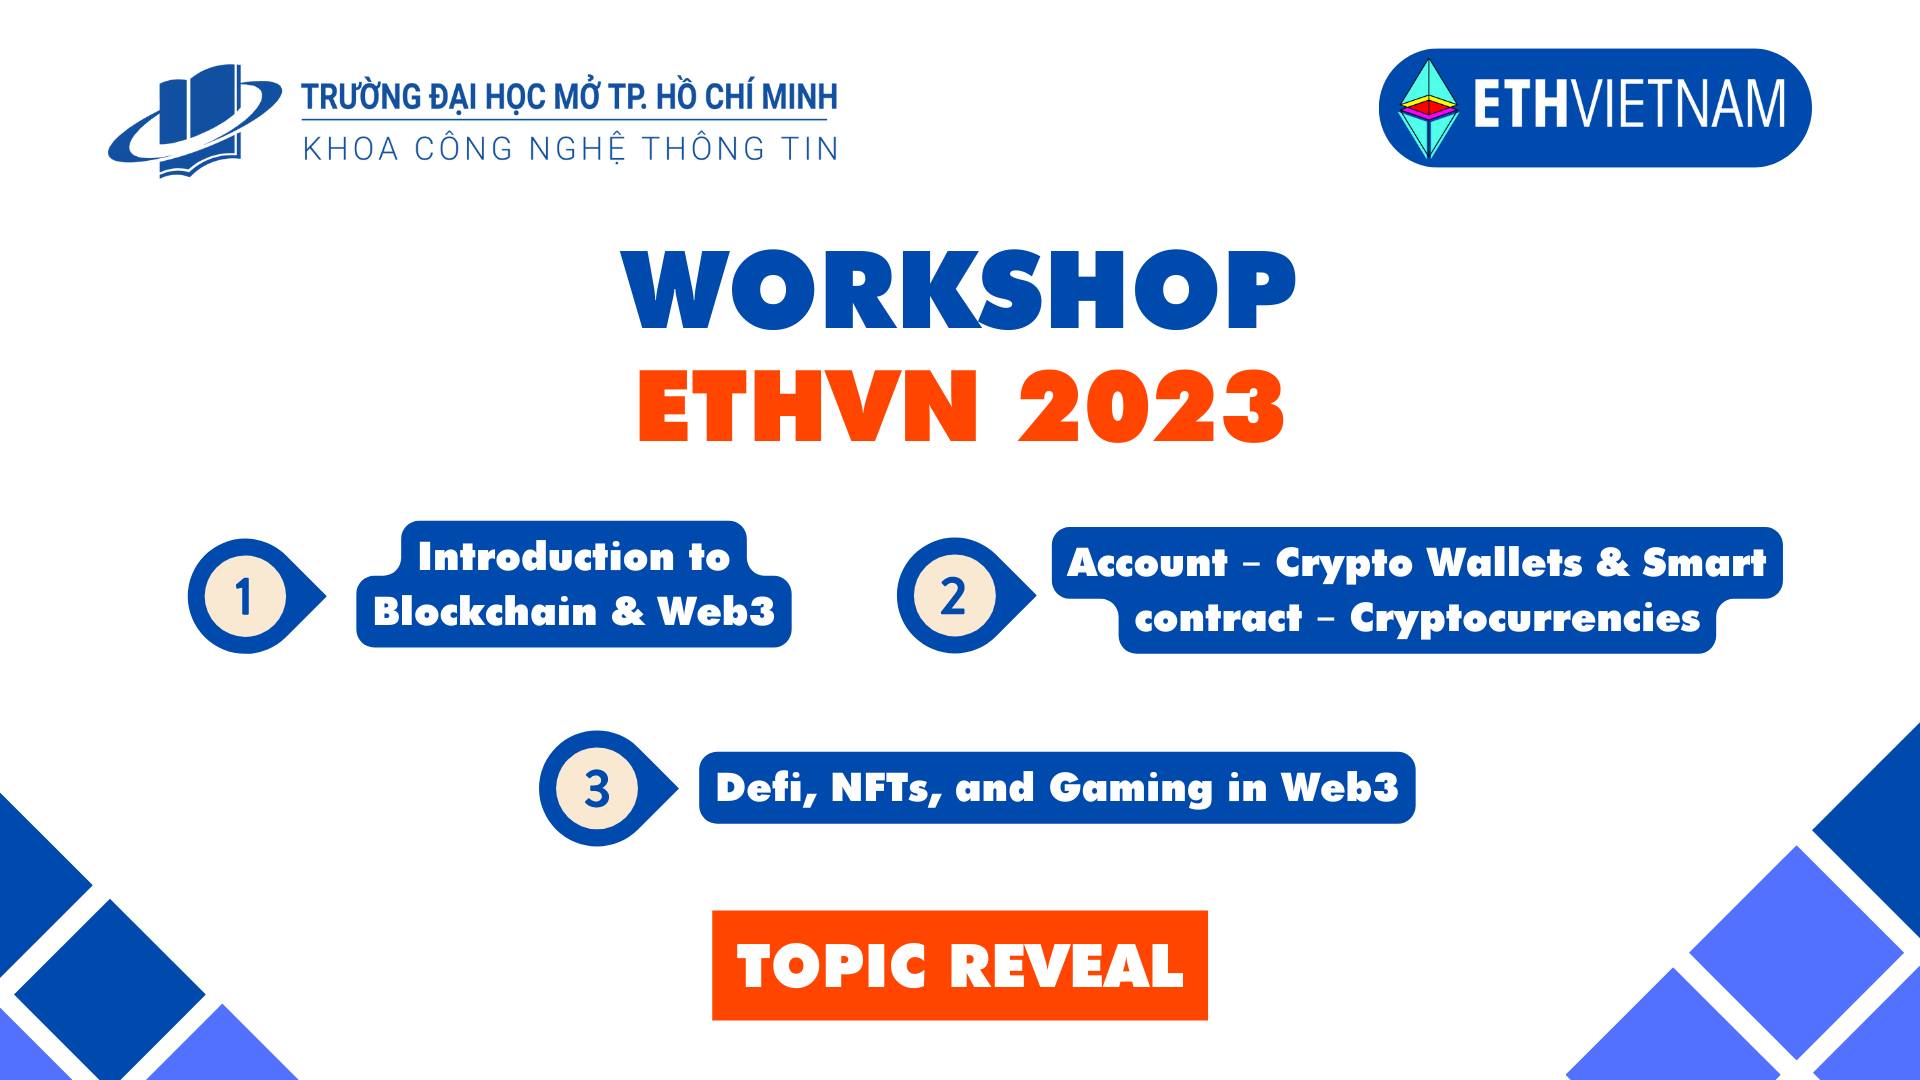 TRƯỜNG ĐẠI HỌC MỞ TP. HỒ CHÍ MINH
KHOA CÔNG NGHỆ THÔNG TIN
ETHVIETNAM
WORKSHOP
ETHVN 2023
1
Introduction to
Blockchain & Web3
2
Account – Crypto Wallets & Smart
contract – Cryptocurrencies
3
Defi, NFTs, and Gaming in Web3
TOPIC REVEAL